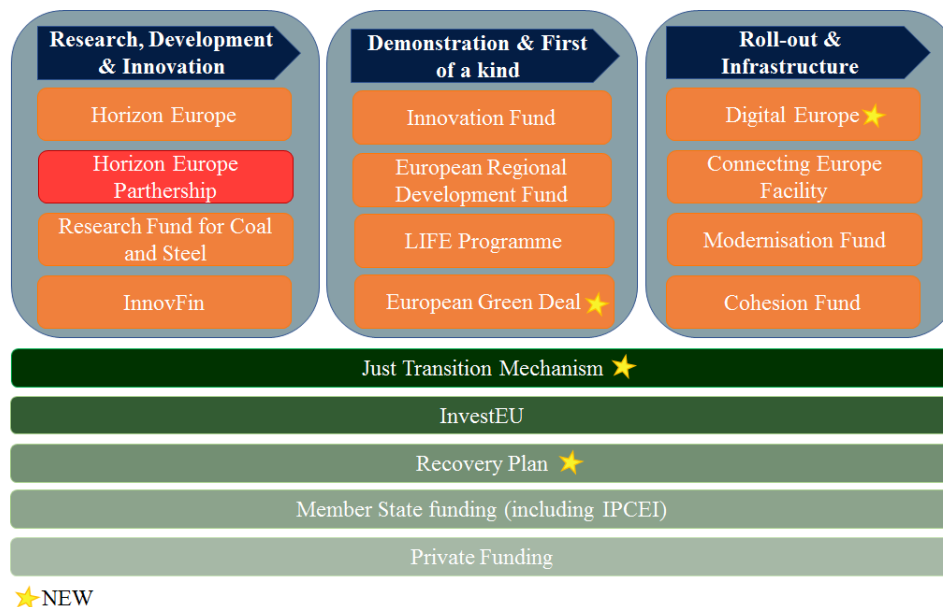 Research, Development
& Innovation
Horizon Europe
Horizon Europe
Parthership
Research Fund for Coal
and Steel
InnovFin
Demonstration & First
of a kind
Innovation Fund
European Regional
Development Fund
LIFE Programme
European Green Deal
Roll-out &
Infrastructure
Digital Europe
Connecting Europe
Facility
Modernisation Fund
Cohesion Fund
Just Transition Mechanism
InvestEU
Recovery Plan
Member State funding (including IPCEI)
Private Funding
NEW